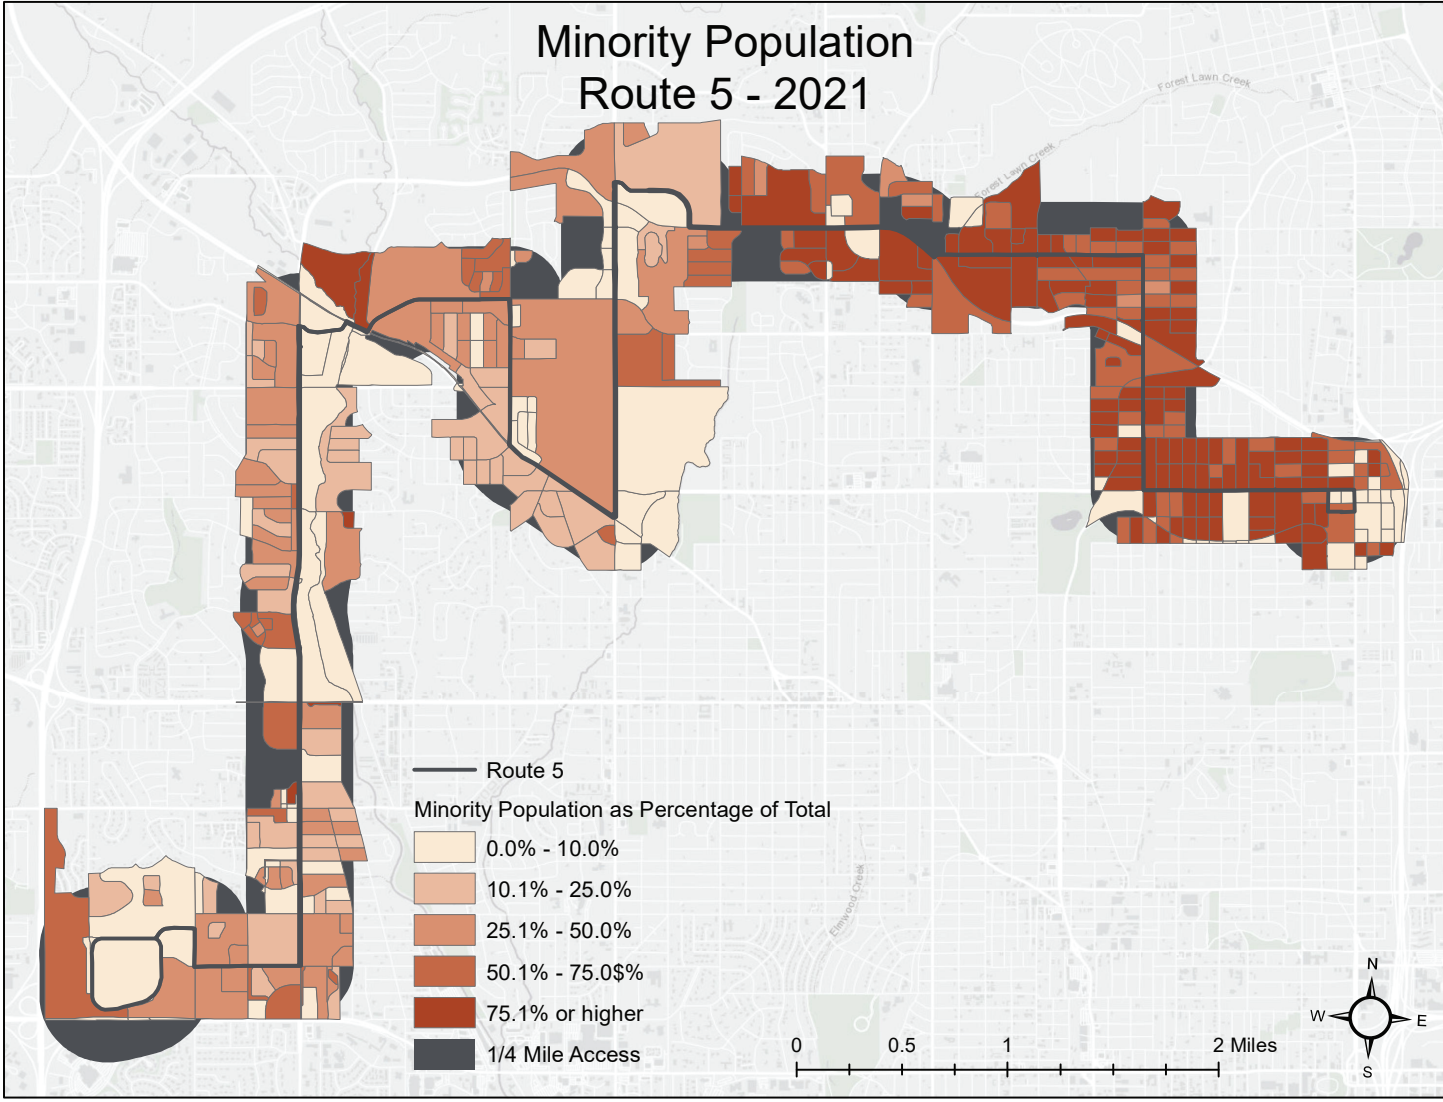 Minority Population
Route 5 - 2021
Forest Lawn Creek
Forest Lawn Creek
Route 5
Minority Population as Percentage of Total
0.0% - 10.0%
10.1% - 25.0%
25.1% - 50.0%
50.1% - 75.0$%
75.1% or higher
1/4 Mile Access
Elmwood Creek
0 0.5 1 2 Miles
N
W E
S